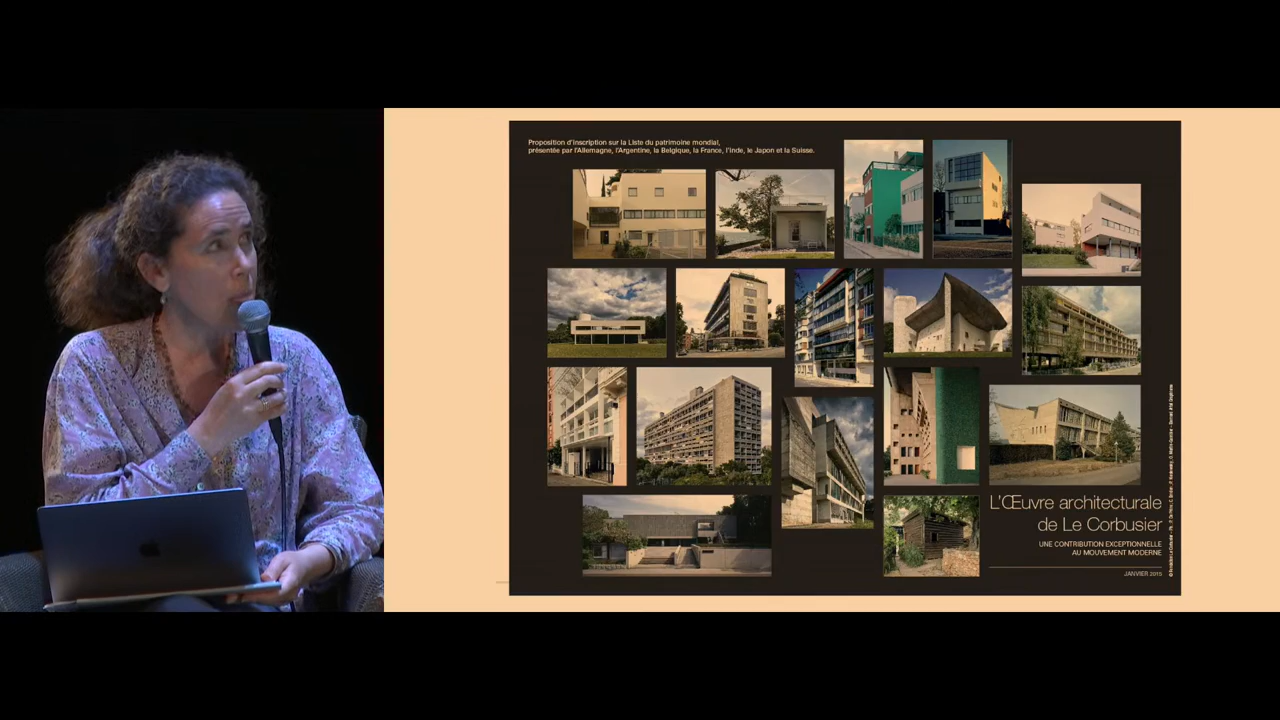 Proposition d'inscription sur la Liste du patrimoine mondial,
présentée par l'Allemagne, l'Argentine, la Belgique, la France, l'Inde, le Japon et la Suisse.
L'Œuvre architecturale
de Le Corbusier
UNE CONTRIBUTION EXCEPTIONNELLE
AU MOUVEMENT MODERNE
JANVIER 2015